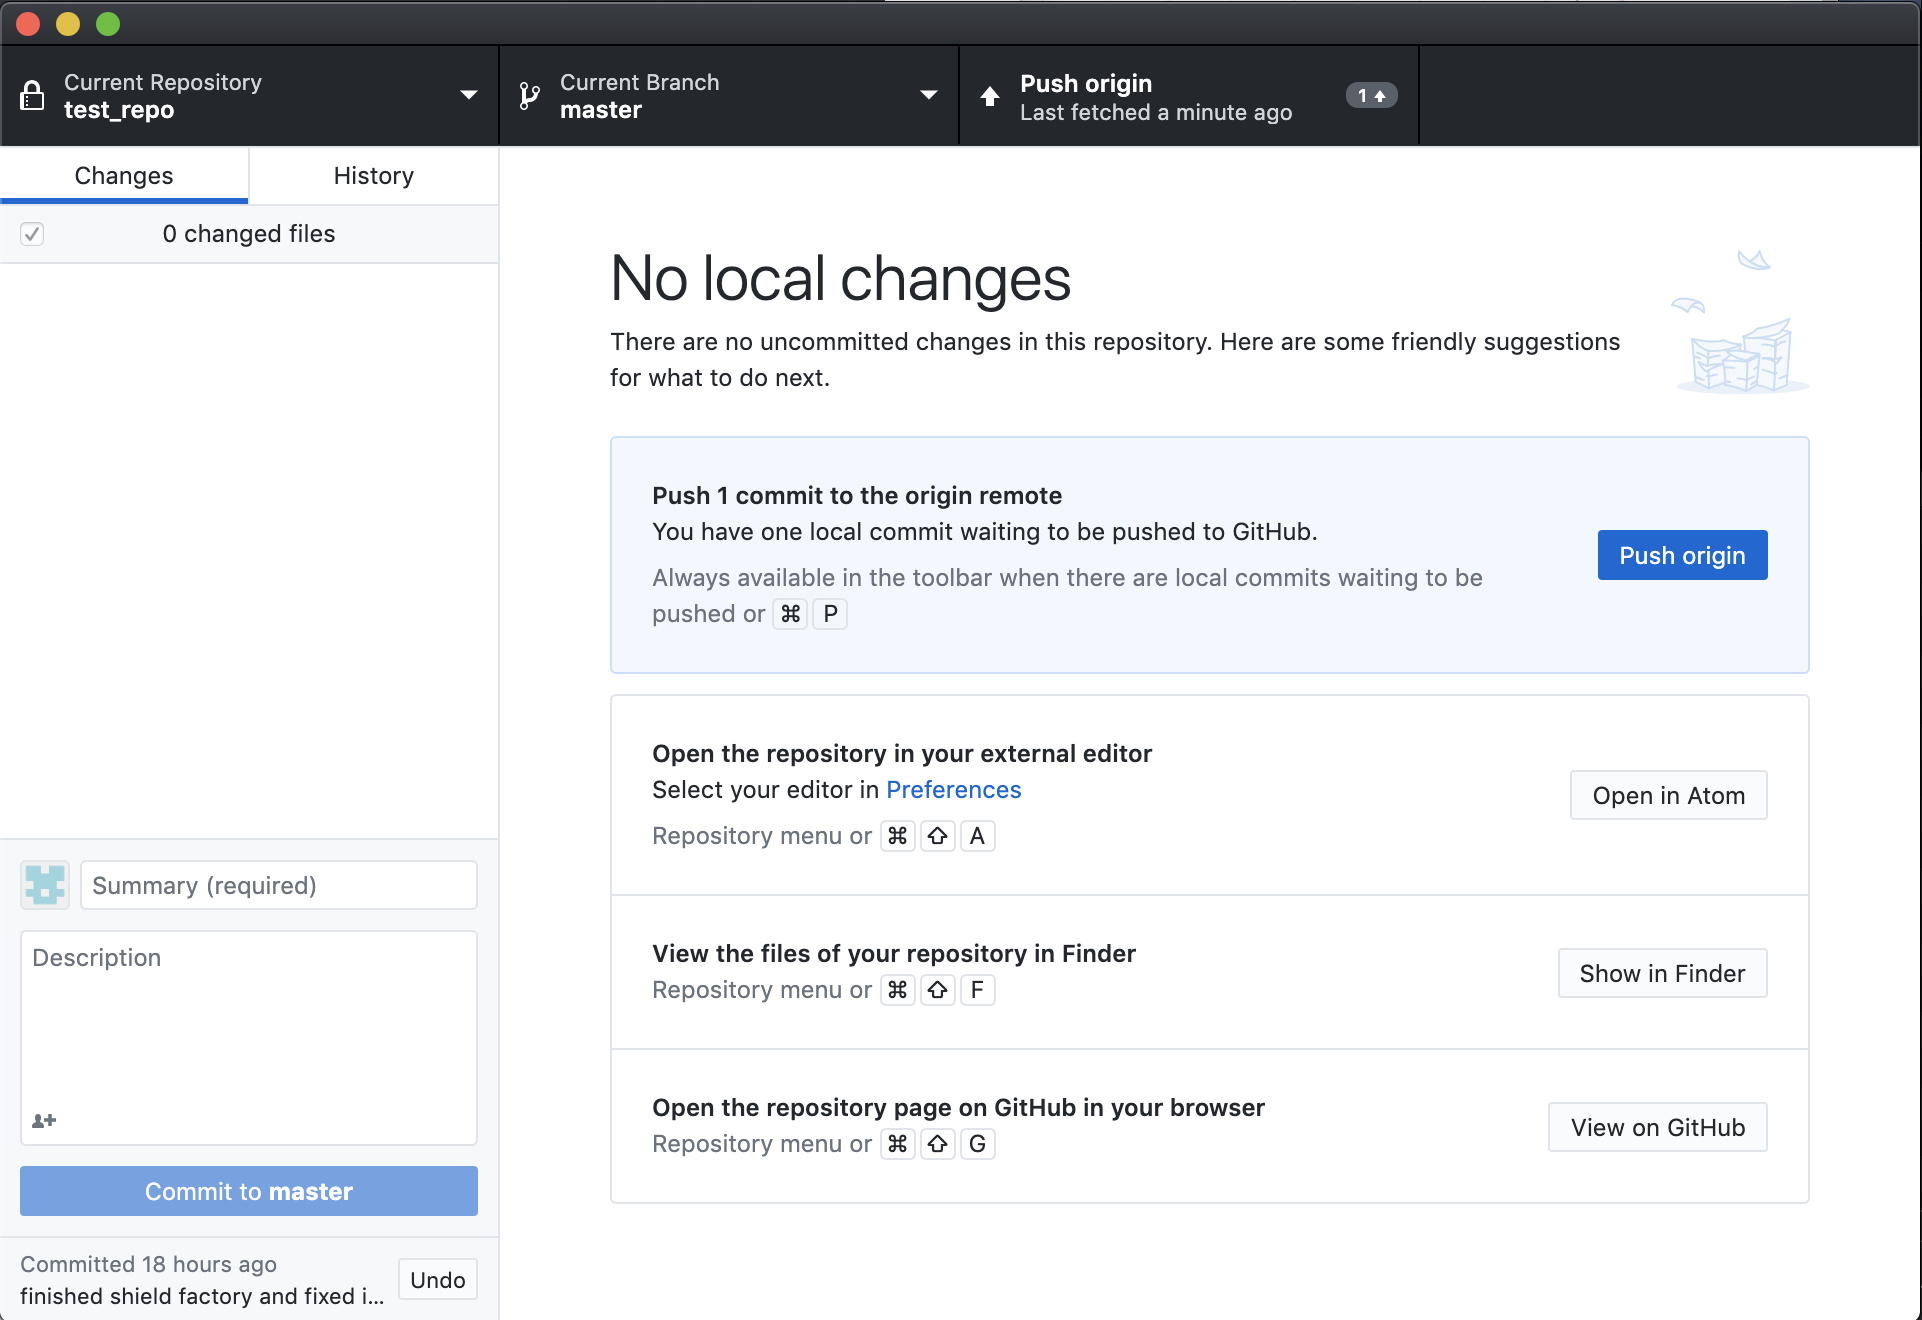 Current Repository
test_repo
Current Branch
master
Push origin
Last fetched a minute ago
1
Changes
History
0 changed files
No local changes
There are no uncommitted changes in this repository. Here are some friendly suggestions
for what to do next.
Push 1 commit to the origin remote
You have one local commit waiting to be pushed to GitHub.
Always available in the toolbar when there are local commits waiting to be
pushed or ⌘ P
Push origin
Open the repository in your external editor
Select your editor in Preferences
Repository menu or ⌘ ⇧ A
Open in Atom
View the files of your repository in Finder
Repository menu or ⌘ ⇧ F
Show in Finder
Open the repository page on GitHub in your browser
Repository menu or ⌘ ⇧ G
View on GitHub
Summary (required)
Description
Commit to master
Committed 18 hours ago
finished shield factory and fixed i...
Undo